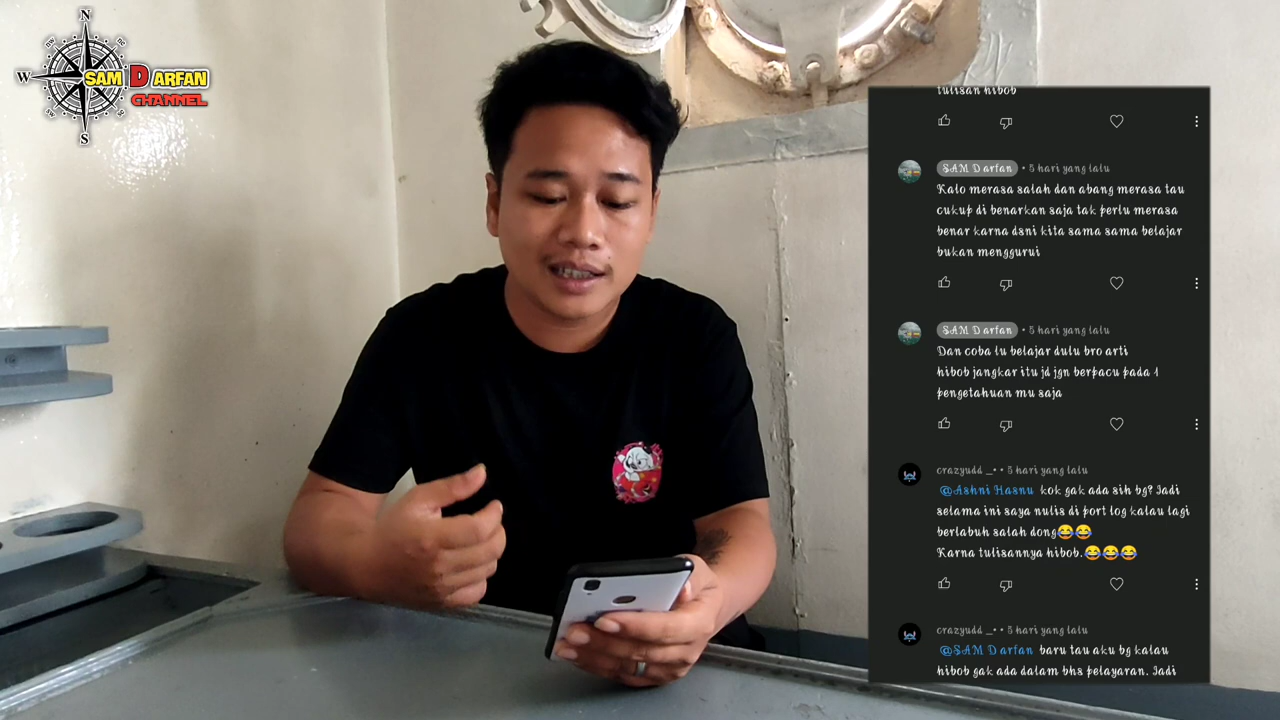 N
W
S
SAM D ARFAN
CHANNEL
tulisan hibob
SAM D arfan • 5 hari yang lalu
Kalo merasa salah dan abang merasa tau
cukup di benarkan saja tak perlu merasa
benar karna dsni kita sama sama belajar
bukan menggurui
SAM D arfan • 5 hari yang lalu
Dan coba lu belajar dulu bro arti
hibob jangkar itu jd jgn berpacu pada 1
pengetahuan mu saja
crazyudd _• • 5 hari yang lalu
@Ashni Hasnu kok gak ada sih bg? Jadi
selama ini saya nulis di port log kalau lagi
berlabuh salah dong😂😂
Karna tulisannya hibob.😂😂😂
crazyudd _• • 5 hari yang lalu
@SAM D arfan baru tau aku bg kalau
hibob gak ada dalam bhs pelayaran. Jadi